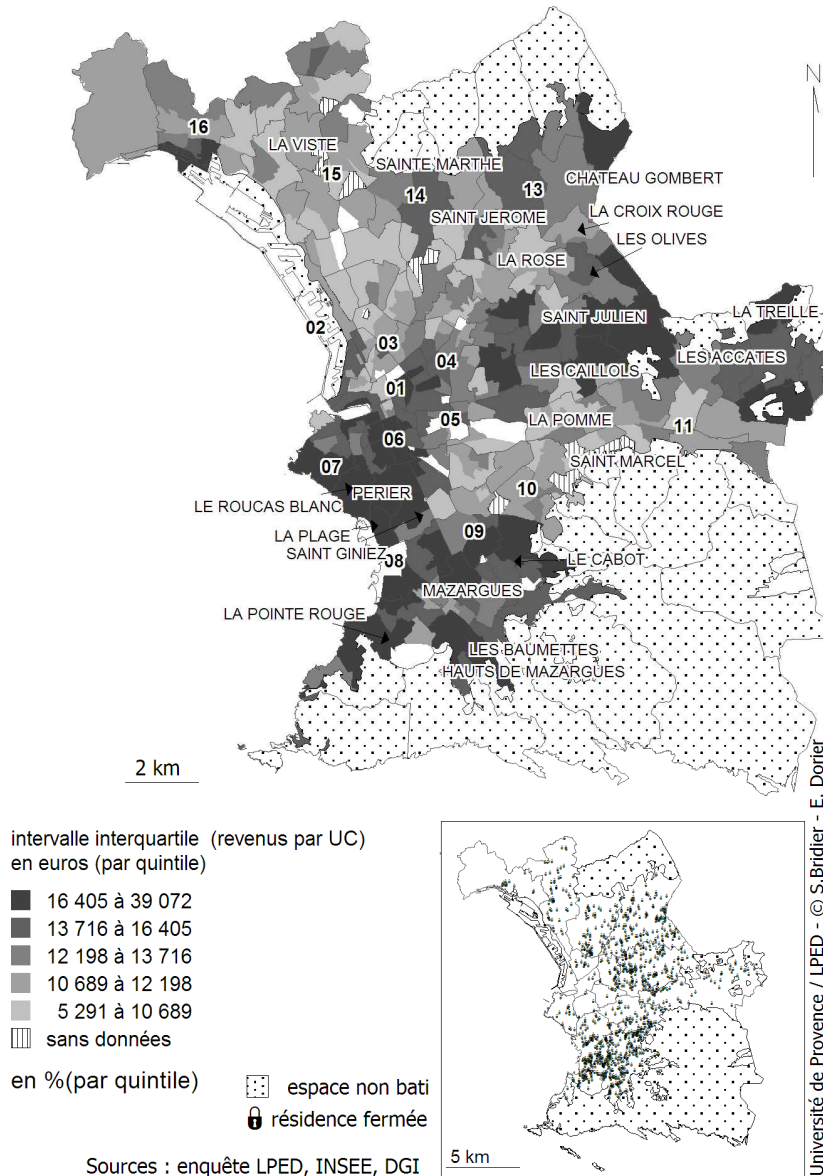 N
16
LA VISTE
15
SAINTE MARTHE
14
13
CHATEAU GOMBERT
SAINT JEROME
LA CROIX ROUGE
LES OLIVES
LA ROSE
02
SAINT JULIEN
LA TREILLE
03
04
LES ACCATES
LES CAILLOLS
01
05
LA POMME
11
06
07
SAINT MARCEL
PERIER
10
LE ROUCAS BLANC
LA PLAGE
09
SAINT GINIEZ
08
LE CABOT
MAZARGUES
LA POINTE ROUGE
LES BAUMETTES
HAUTS DE MAZARGUES
2 km
intervalle interquartile (revenus par UC)
en euros (par quintile)
16 405 à 39 072
13 716 à 16 405
12 198 à 13 716
10 689 à 12 198
5 291 à 10 689
sans données
en %(par quintile)
espace non bati
résidence fermée
Sources : enquête LPED, INSEE, DGI
5 km
Université de Provence / LPED - © S.Bridier - E. Dorier